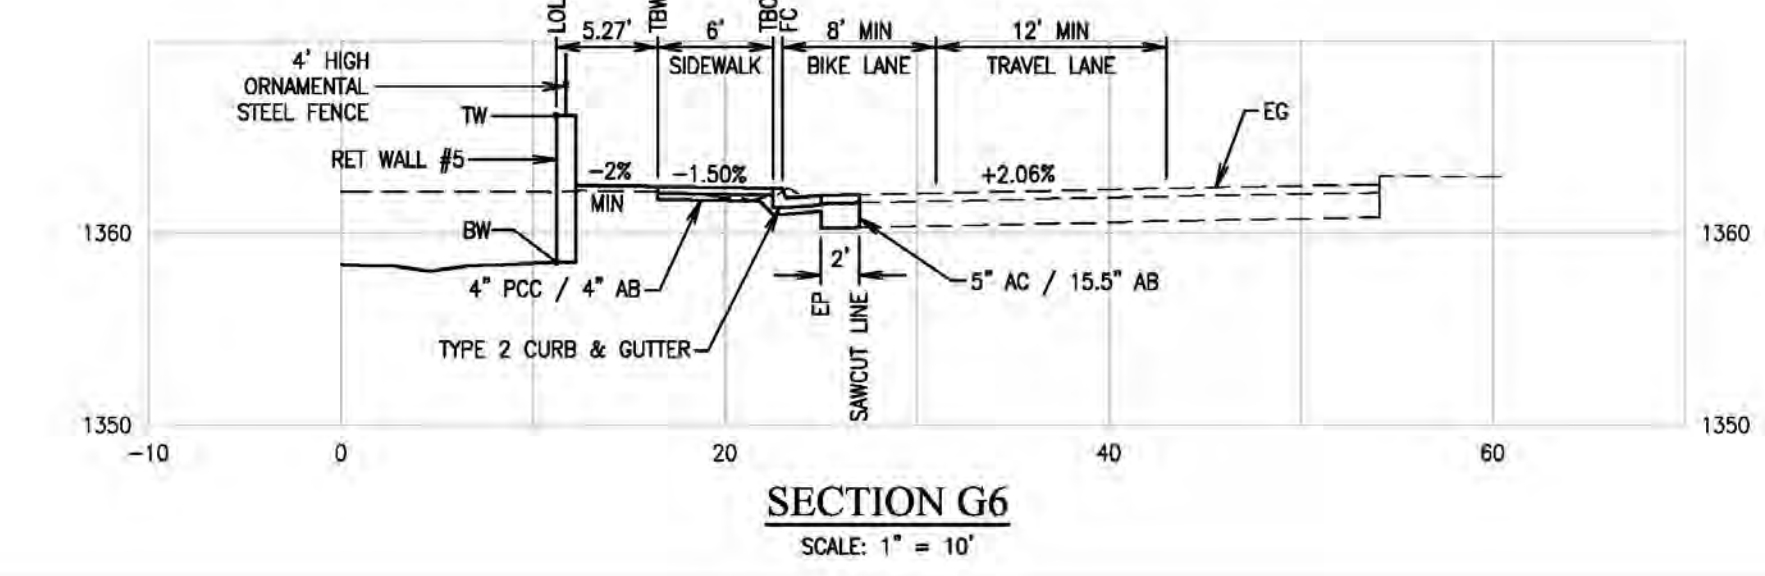 LOL
5.27'
TBW
6'
TBC
FC
8' MIN
12' MIN
4' HIGH
ORNAMENTAL
STEEL FENCE
SIDEWALK
BIKE LANE
TRAVEL LANE
TW
EG
RET WALL #5
-2%
MIN
-1.50%
+2.06%
1360
BW
1360
2'
4" PCC / 4" AB
5" AC / 15.5" AB
EP
SAWCUT LINE
TYPE 2 CURB & GUTTER
1350
1350
-10
0
20
40
60
SECTION G6
SCALE: 1" = 10'